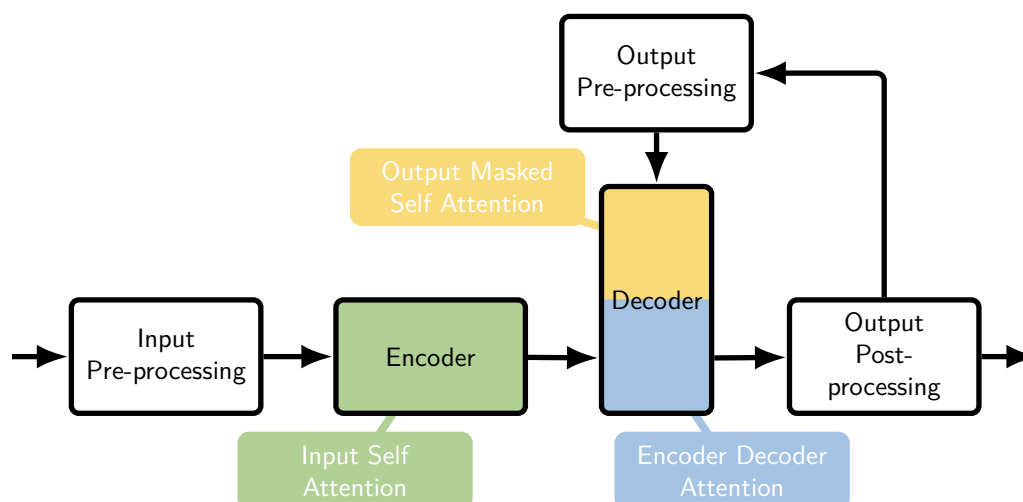 Output
Pre-processing
Output Masked
Self Attention
Decoder
Input
Pre-processing
Encoder
Output
Post-
processing
Input Self
Attention
Encoder Decoder
Attention